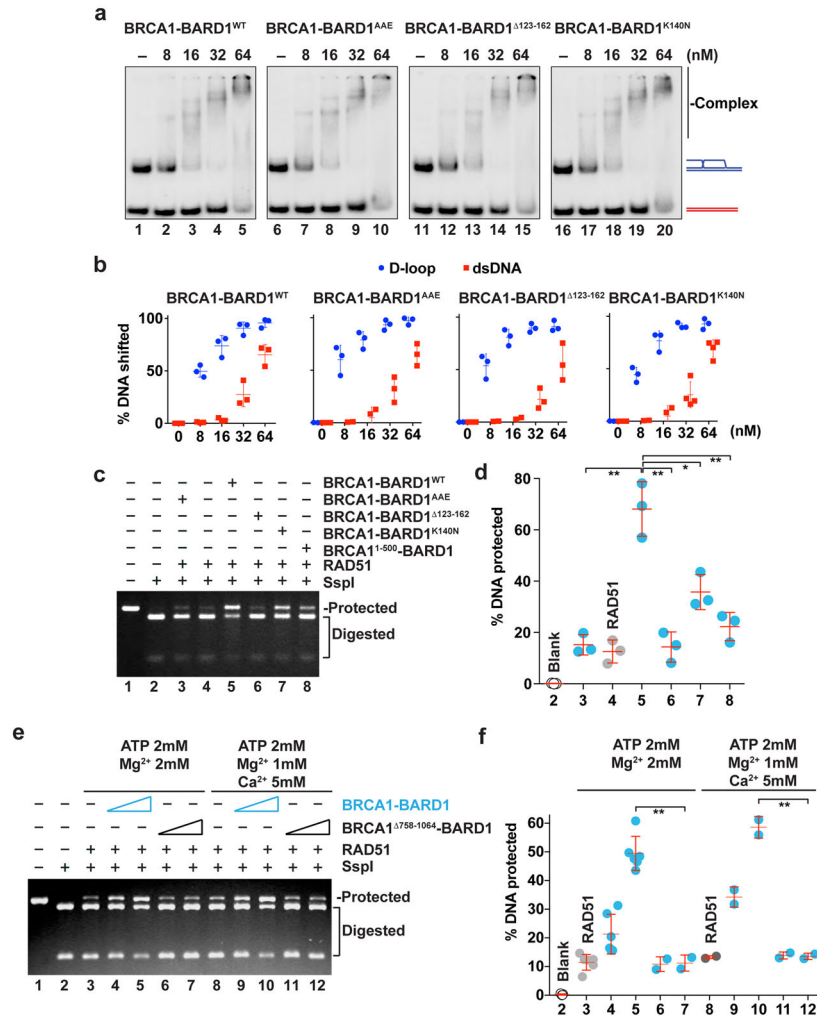 a
BRCA1-BARD1WT BRCA1-BARD1AAE BRCA1-BARD1Δ123-162 BRCA1-BARD1K140N
– 8 16 32 64 – 8 16 32 64 – 8 16 32 64 – 8 16 32 64 (nM)
-Complex
1 2 3 4 5 6 7 8 9 10 11 12 13 14 15 16 17 18 19 20
b
D-loop dsDNA
BRCA1-BARD1WT BRCA1-BARD1AAE BRCA1-BARD1Δ123-162 BRCA1-BARD1K140N
% DNA shifted
100
50
0
0 8 16 32 64 0 8 16 32 64 0 8 16 32 64 0 8 16 32 64 (nM)
c
– – – – + – – – BRCA1-BARD1WT
– – + – – – – – BRCA1-BARD1AAE
– – – – – + – – BRCA1-BARD1Δ123-162
– – – – – – + – BRCA1-BARD1K140N
– – – – – – – + BRCA11-500-BARD1
– – + + + + + + RAD51
– + + + + + + + SspI
-Protected
Digested
1 2 3 4 5 6 7 8
d
% DNA protected
80
60
40
20
0
** ** * **
Blank
RAD51
2 3 4 5 6 7 8
e
ATP 2mM
Mg2+ 2mM
ATP 2mM
Mg2+ 1mM
Ca2+ 5mM
– – – – – – – – BRCA1-BARD1
– – – – – – – – BRCA1Δ758-1064-BARD1
– – + + + + + + + + + + RAD51
– + + + + + + + + + + + SspI
-Protected
Digested
1 2 3 4 5 6 7 8 9 10 11 12
f
ATP 2mM
Mg2+ 2mM
ATP 2mM
Mg2+ 1mM
Ca2+ 5mM
% DNA protected
70
60
50
40
30
20
10
0
** **
Blank
RAD51
RAD51
2 3 4 5 6 7 8 9 10 11 12